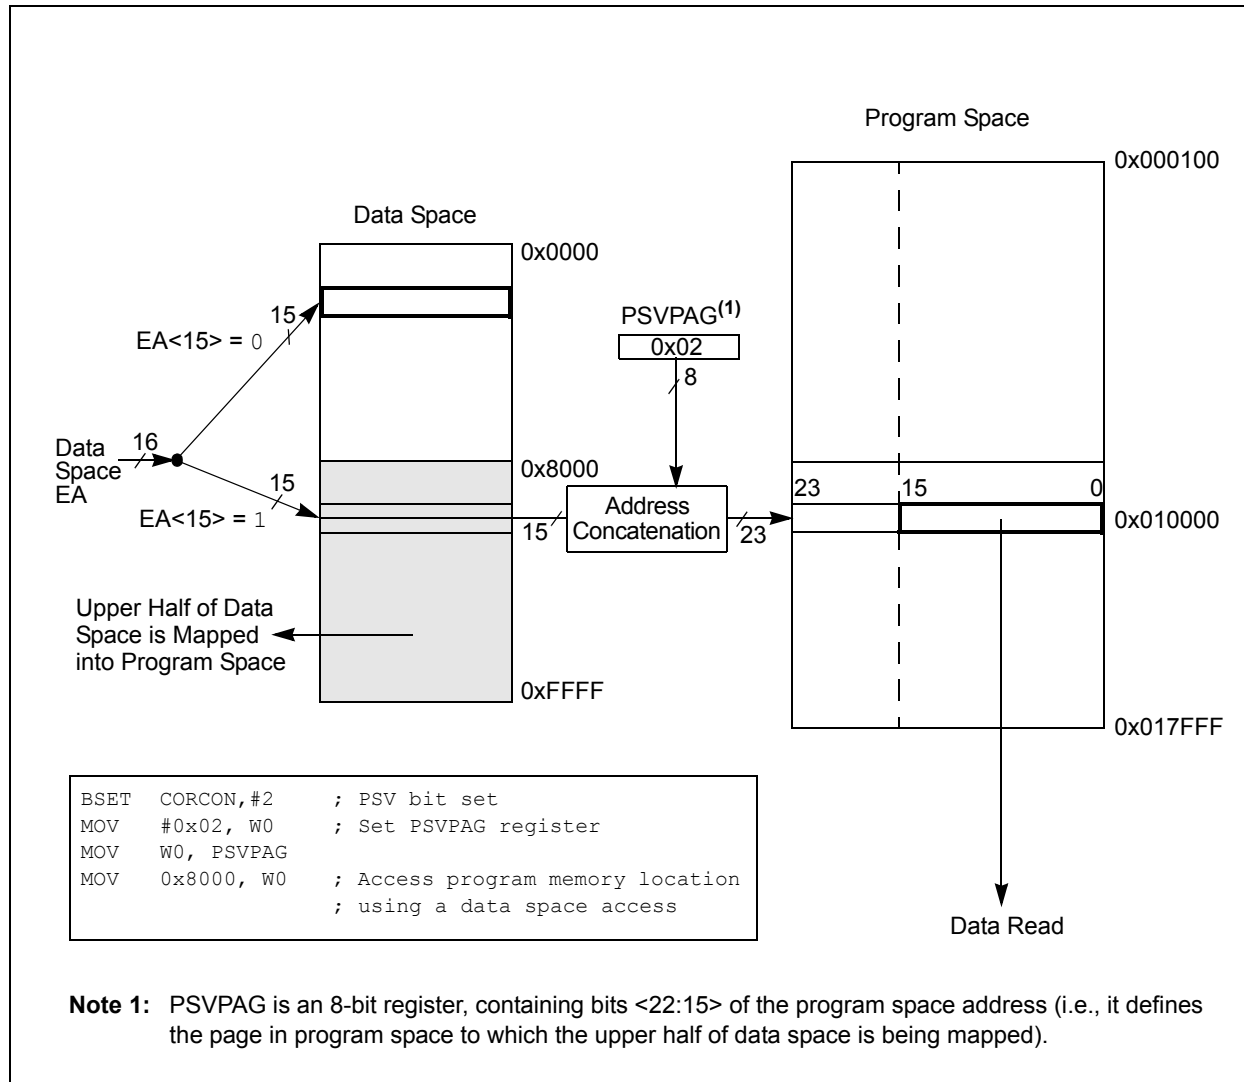 Program Space
0x000100
Data Space
0x0000
15
EA<15> = 0
PSVPAG(1)
0x02
8
Data
Space
EA
16
0x8000
15
EA<15> = 1
15
Address
Concatenation
23
23 15 0
0x010000
Upper Half of Data
Space is Mapped
into Program Space
0xFFFF
0x017FFF
BSET CORCON,#2 ; PSV bit set
MOV #0x02, W0 ; Set PSVPAG register
MOV W0, PSVPAG
MOV 0x8000, W0 ; Access program memory location
; using a data space access
Data Read
Note 1: PSVPAG is an 8-bit register, containing bits <22:15> of the program space address (i.e., it defines
the page in program space to which the upper half of data space is being mapped).